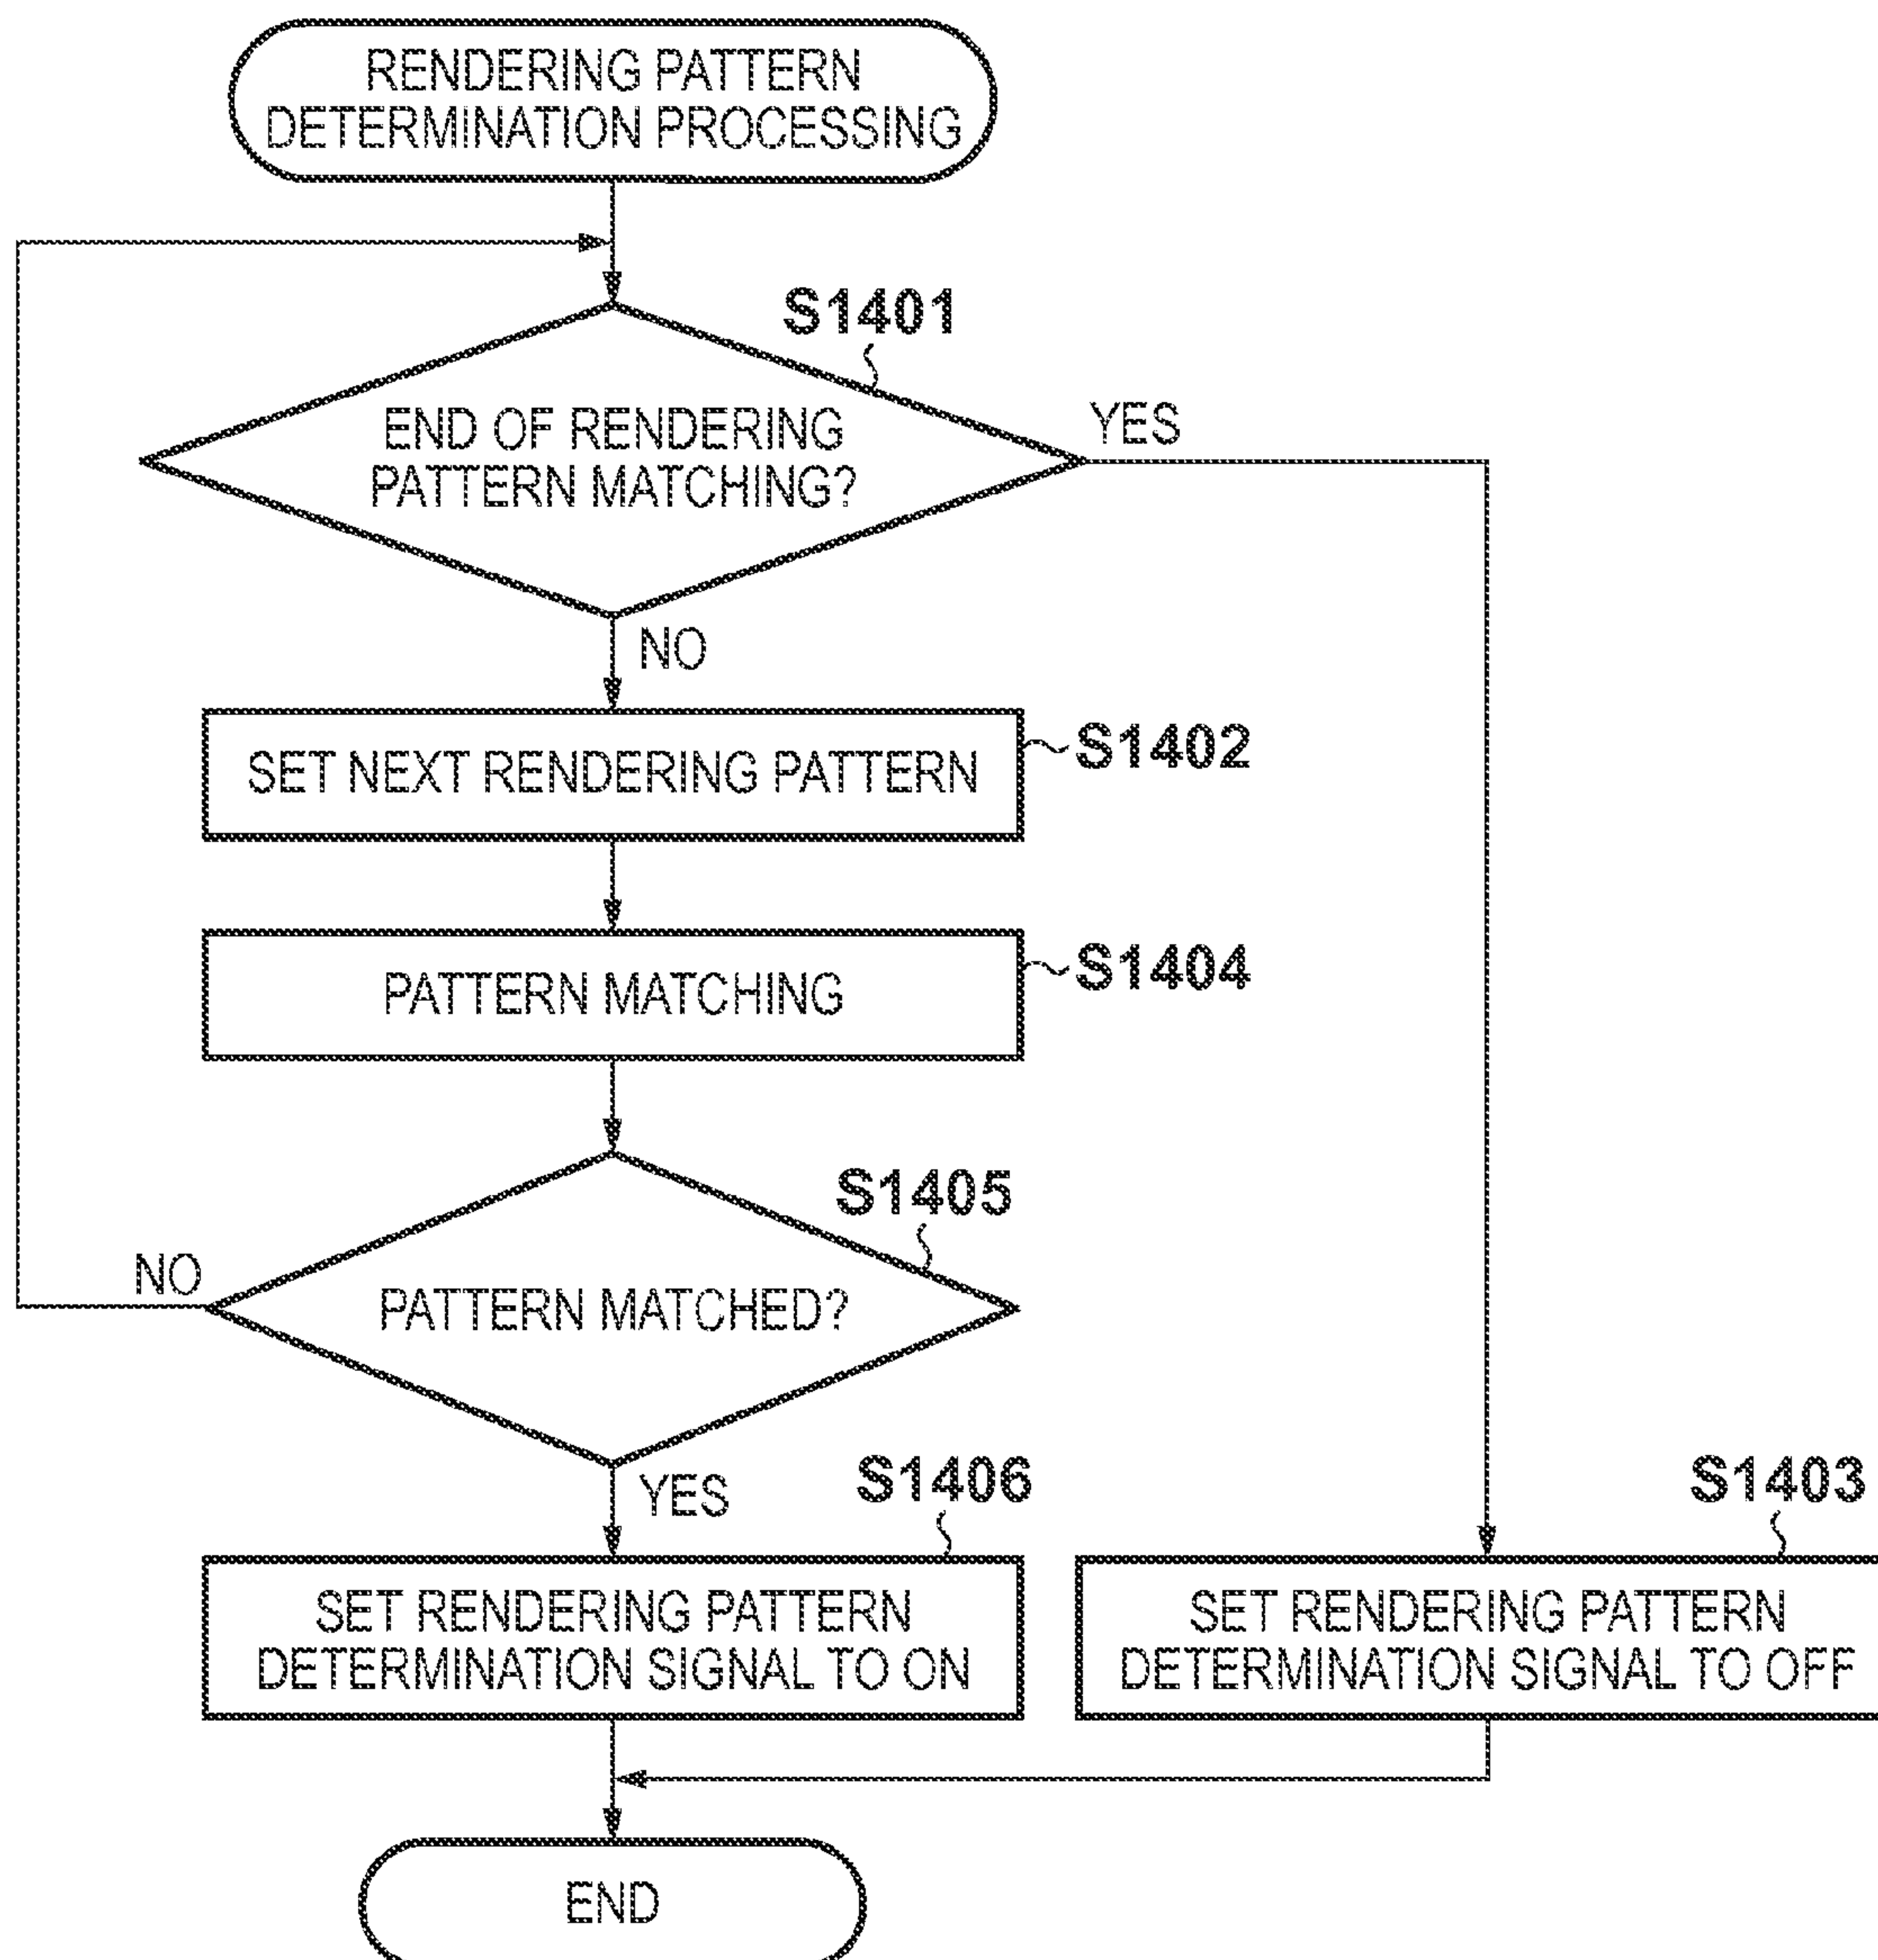 RENDERING PATTERN
DETERMINATION PROCESSING
S1401
END OF RENDERING
PATTERN MATCHING?
YES
NO
SET NEXT RENDERING PATTERN
S1402
PATTERN MATCHING
S1404
S1405
NO
PATTERN MATCHED?
YES
S1406
S1403
SET RENDERING PATTERN
DETERMINATION SIGNAL TO ON
SET RENDERING PATTERN
DETERMINATION SIGNAL TO OFF
END